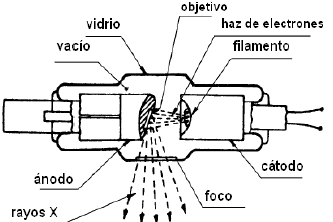 objetivo
vidrio
haz de electrones
vacío
filamento
ánodo
foco
cátodo
rayos X